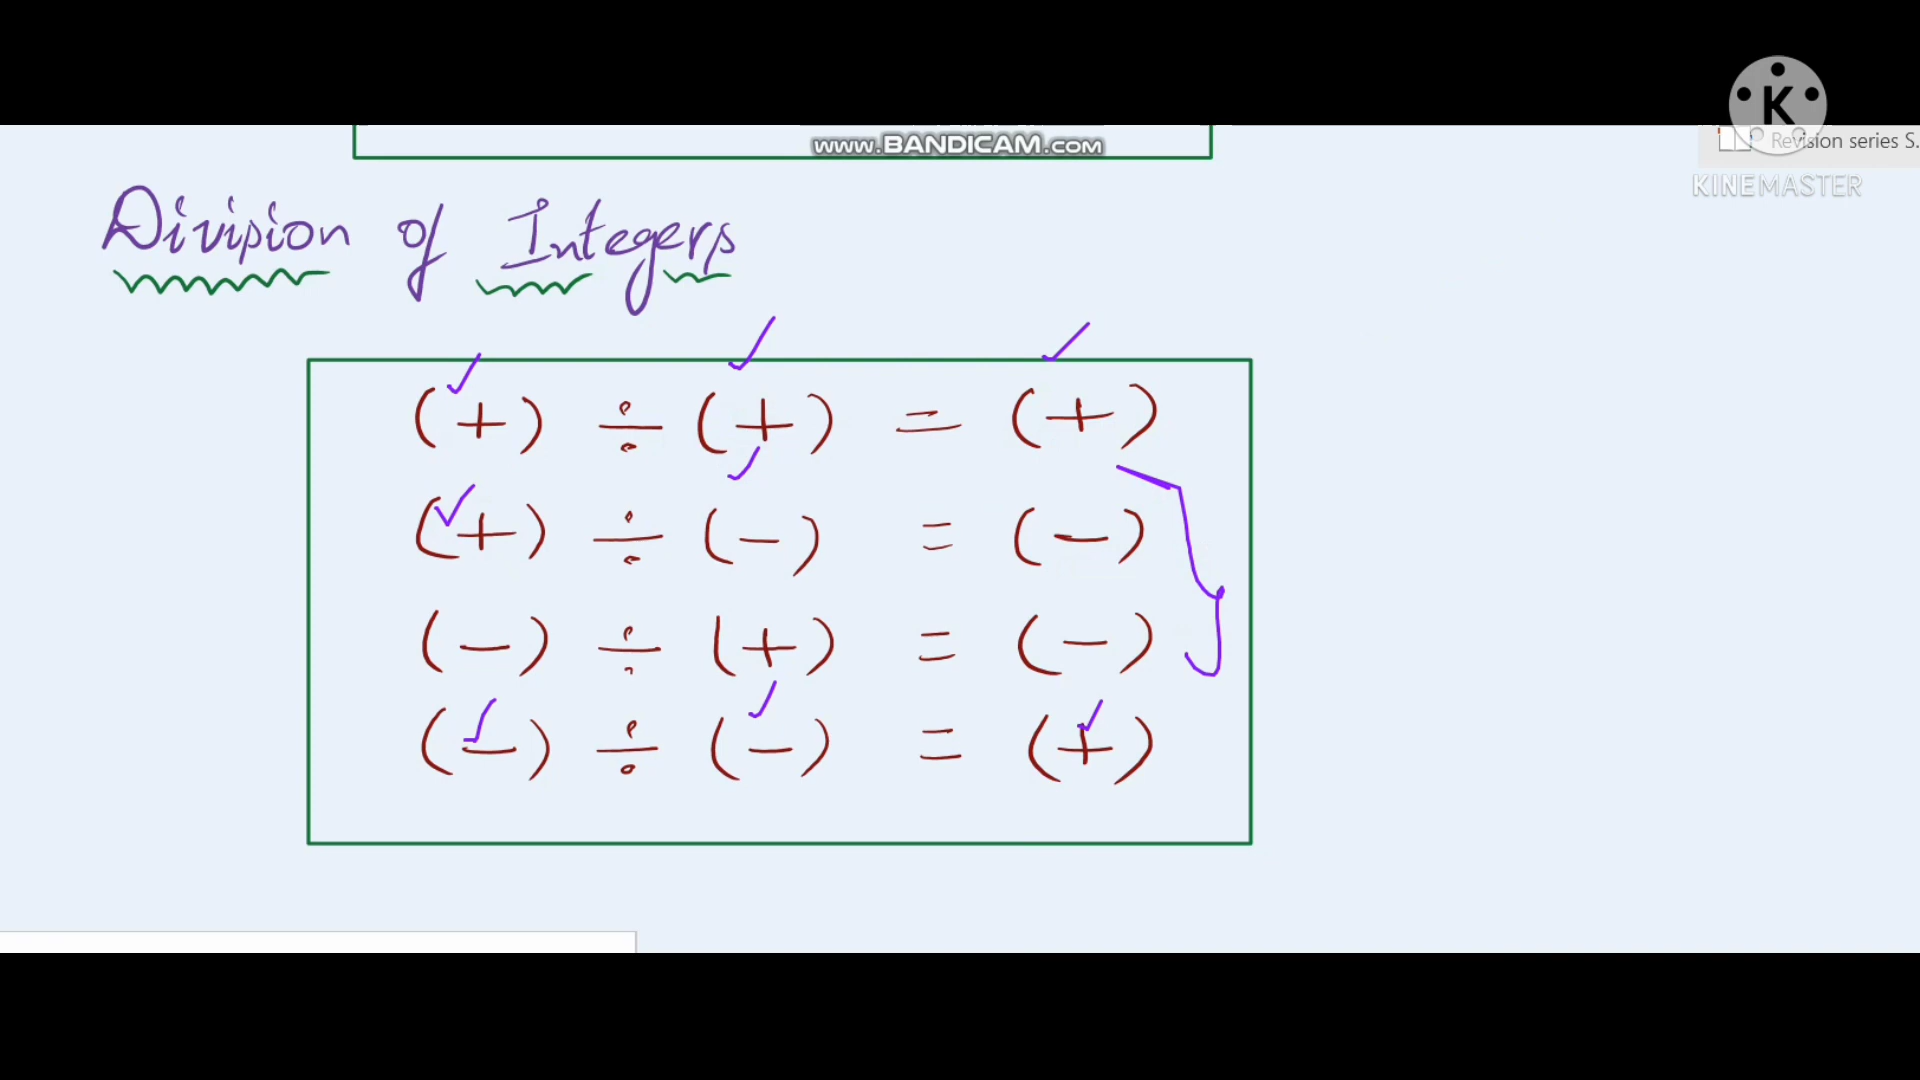 www.BANDICAM.com
K
Revision series S.
KINEMASTER
Division of Integers
(+) ÷ (+) = (+)
(+) ÷ (-) = (-)
(-) ÷ (+) = (-)
(-) ÷ (-) = (+)